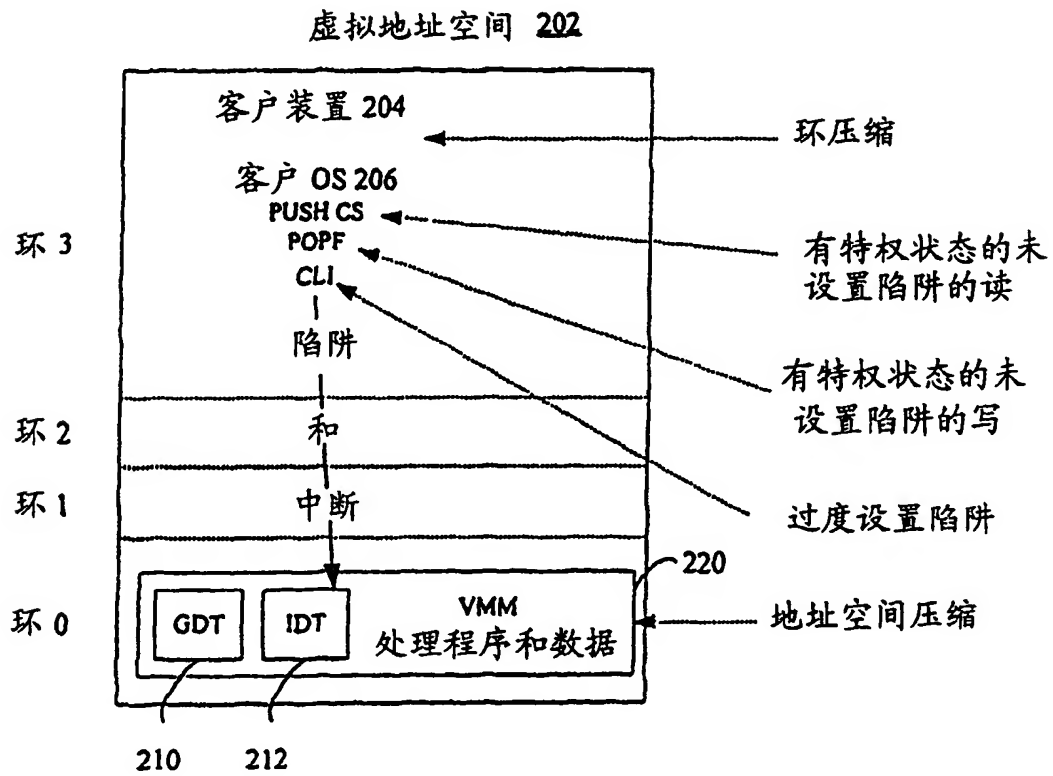 虚拟地址空间 202
客户装置 204
环压缩
客户 OS 206
PUSH CS
环 3
POPF
有特权状态的未
设置陷阱的读
CLI
陷阱
有特权状态的未
设置陷阱的写
环 2
和
环 1
中断
过度设置陷阱
220
环 0
GDT
IDT
VMM
处理程序和数据
地址空间压缩
210
212